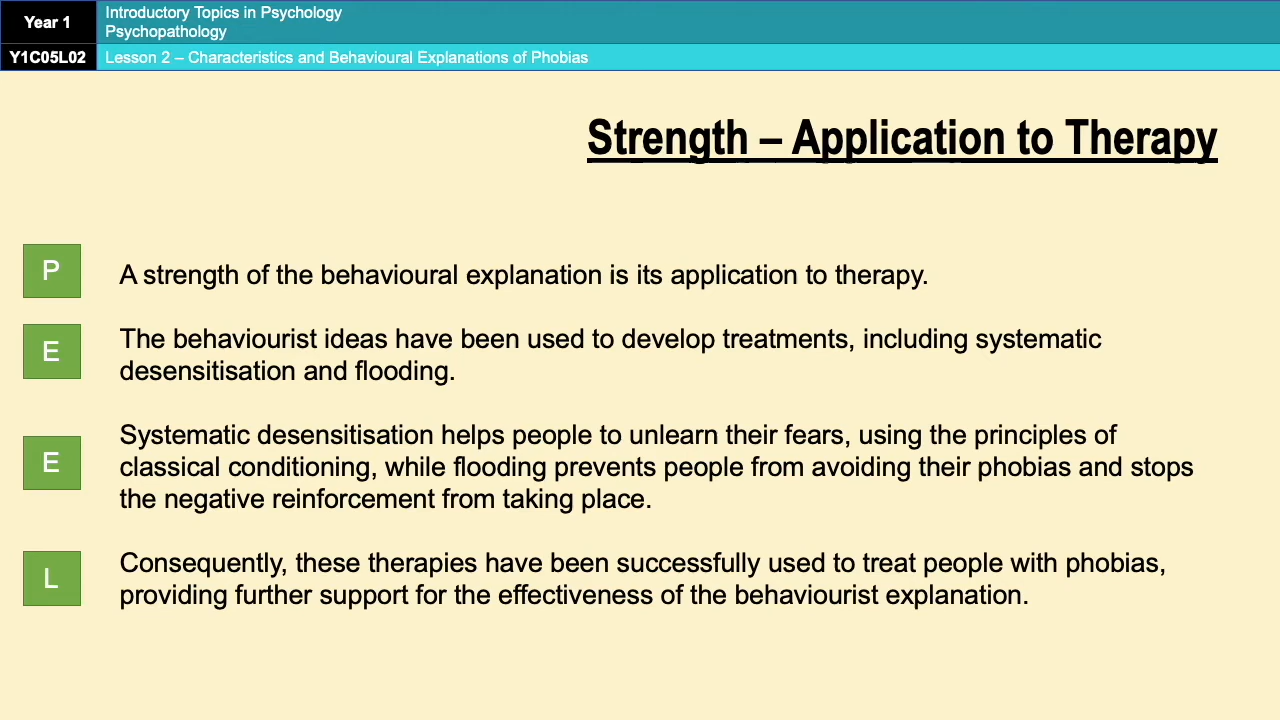 Year 1
Introductory Topics in Psychology
Psychopathology
Y1C05L02
Lesson 2 – Characteristics and Behavioural Explanations of Phobias
Strength – Application to Therapy
P
A strength of the behavioural explanation is its application to therapy.
E
The behaviourist ideas have been used to develop treatments, including systematic
desensitisation and flooding.
E
Systematic desensitisation helps people to unlearn their fears, using the principles of
classical conditioning, while flooding prevents people from avoiding their phobias and stops
the negative reinforcement from taking place.
L
Consequently, these therapies have been successfully used to treat people with phobias,
providing further support for the effectiveness of the behaviourist explanation.